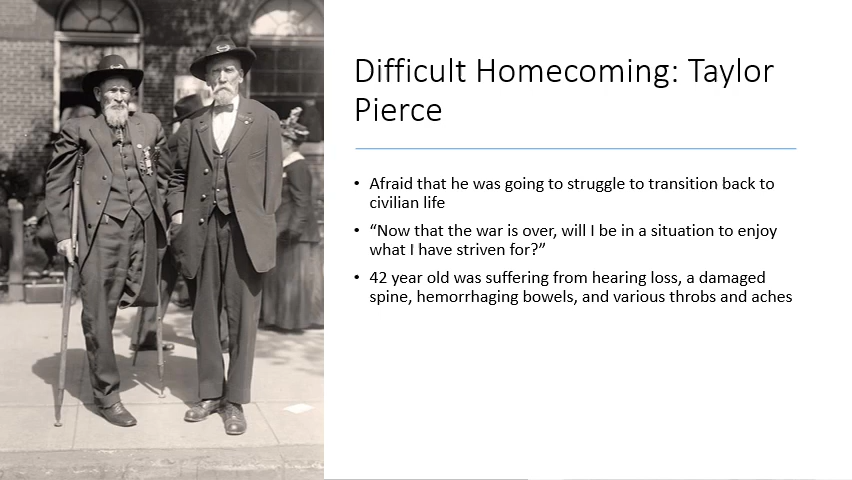 Difficult Homecoming: Taylor
Pierce
• Afraid that he was going to struggle to transition back to
civilian life
• “Now that the war is over, will I be in a situation to enjoy
what I have striven for?”
• 42 year old was suffering from hearing loss, a damaged
spine, hemorrhaging bowels, and various throbs and aches